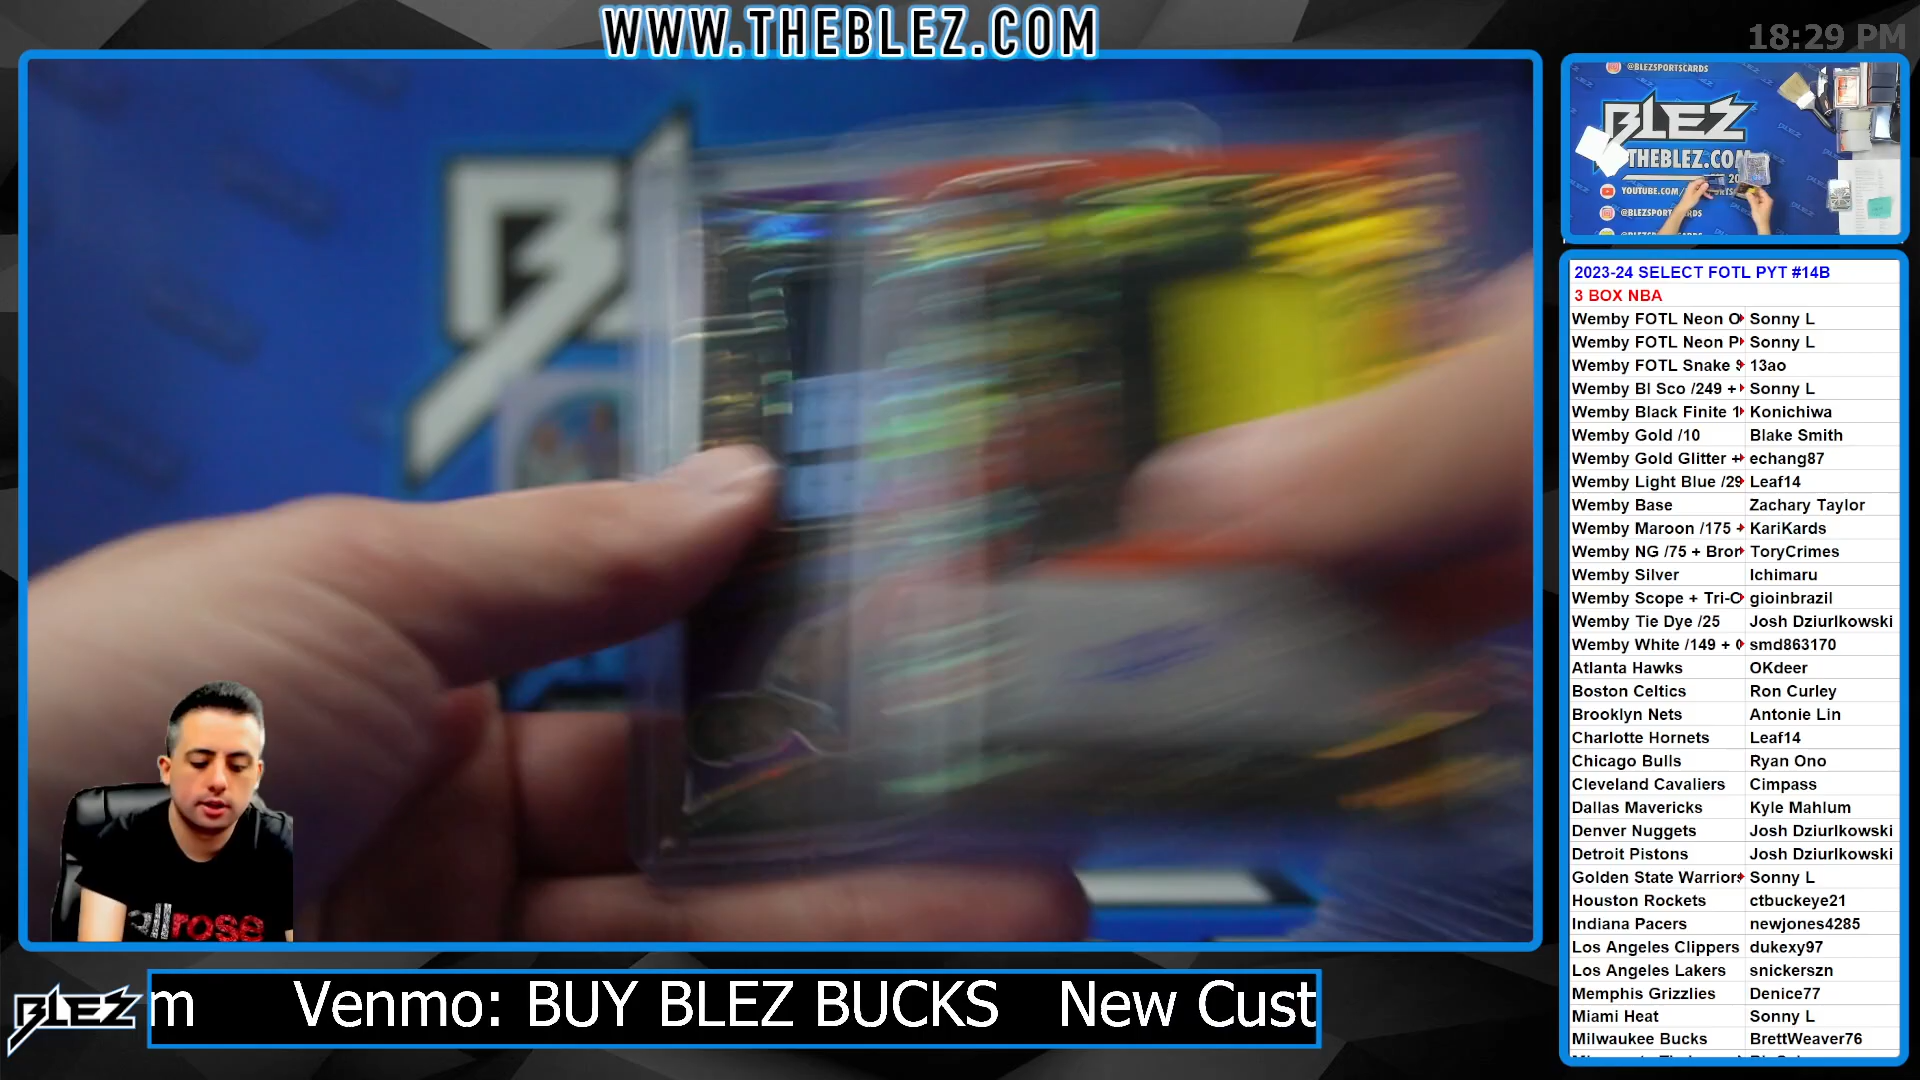 WWW.THEBLEZ.COM
18:29 PM
@BLEZSPORTSCARDS
BLEZ
THEBLEZ.COM
YOUTUBE.COM/
@BLEZSPORTSCARDS
2023-24 SELECT FOTL PYT #14B
3 BOX NBA
Wemby FOTL Neon O Sonny L
Wemby FOTL Neon P Sonny L
Wemby FOTL Snake S 13ao
Wemby Bl Sco /249 + Sonny L
Wemby Black Finite 1 Konichiwa
Wemby Gold /10 Blake Smith
Wemby Gold Glitter + echang87
Wemby Light Blue /29 Leaf14
Wemby Base Zachary Taylor
Wemby Maroon /175 + KariKards
Wemby NG /75 + Bron ToryCrimes
Wemby Silver Ichimaru
Wemby Scope + Tri-C gioinbrazil
Wemby Tie Dye /25 Josh Dziurlkowski
Wemby White /149 + smd863170
Atlanta Hawks OKdeer
Boston Celtics Ron Curley
Brooklyn Nets Antonie Lin
Charlotte Hornets Leaf14
Chicago Bulls Ryan Ono
Cleveland Cavaliers Cimpass
Dallas Mavericks Kyle Mahlum
Denver Nuggets Josh Dziurlkowski
Detroit Pistons Josh Dziurlkowski
Golden State Warriors Sonny L
Houston Rockets ctbuckeye21
Indiana Pacers newjones4285
Los Angeles Clippers dukexy97
Los Angeles Lakers snickerszn
Memphis Grizzlies Denice77
Miami Heat Sonny L
Milwaukee Bucks BrettWeaver76
allrose
BLEZ
m Venmo: BUY BLEZ BUCKS New Cust